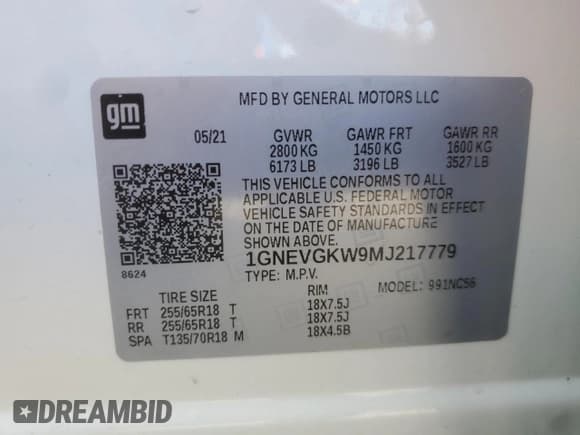 gm
MFD BY GENERAL MOTORS LLC
05/21 GVWR GAWR FRT GAWR RR
2800 KG 1450 KG 1600 KG
6173 LB 3196 LB 3527 LB
THIS VEHICLE CONFORMS TO ALL
APPLICABLE U.S. FEDERAL MOTOR
VEHICLE SAFETY STANDARDS IN EFFECT
ON THE DATE OF MANUFACTURE
SHOWN ABOVE.
8624
1GNEVGKW9MJ217779
TYPE: M.P.V. MODEL: 991NC56
TIRE SIZE RIM
FRT 255/65R18 T 18X7.5J
RR 255/65R18 T 18X7.5J
SPA T135/70R18 M 18X4.5B
DREAMBID